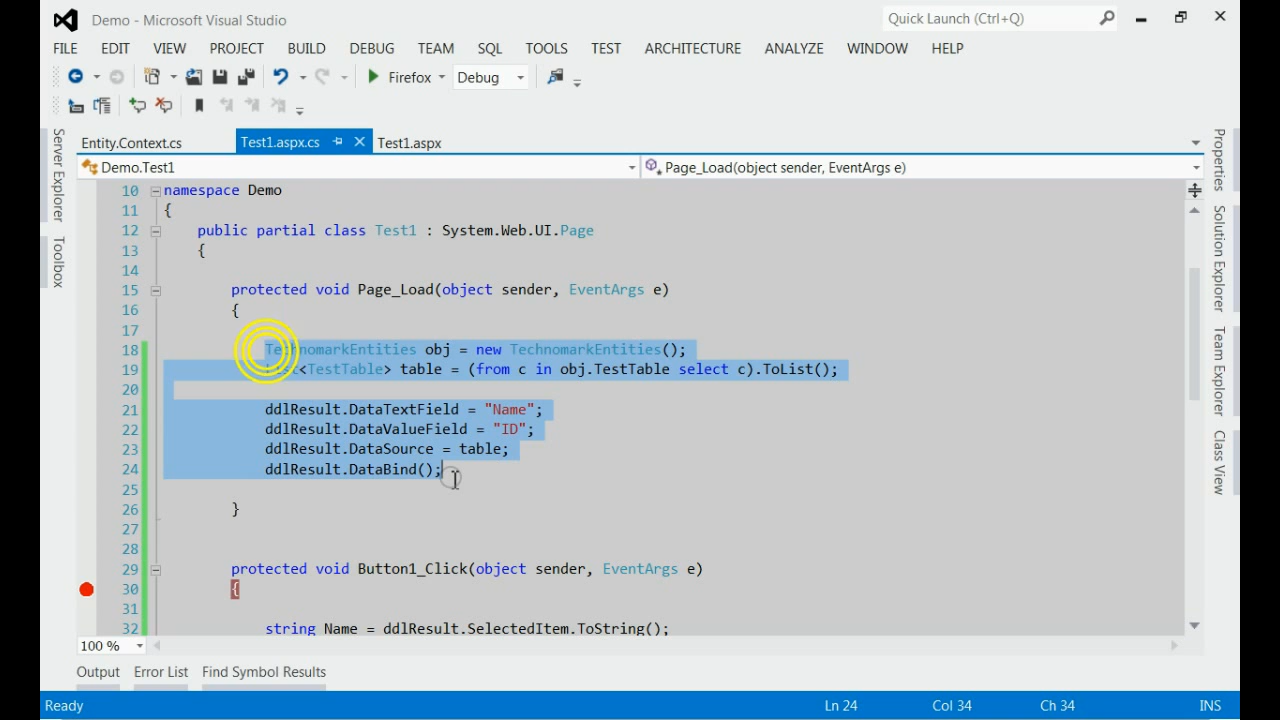 Demo - Microsoft Visual Studio
Quick Launch (Ctrl+Q)
FILE EDIT VIEW PROJECT BUILD DEBUG TEAM SQL TOOLS TEST ARCHITECTURE ANALYZE WINDOW HELP
Firefox Debug
Entity.Context.cs Test1.aspx.cs Test1.aspx
Demo.Test1 Page_Load(object sender, EventArgs e)
Server Explorer
Toolbox
10 namespace Demo
11 {
12 public partial class Test1 : System.Web.UI.Page
13 {
14
15 protected void Page_Load(object sender, EventArgs e)
16 {
17
18 TechnomarkEntities obj = new TechnomarkEntities();
19 List<TestTable> table = (from c in obj.TestTable select c).ToList();
20
21 ddlResult.DataTextField = "Name";
22 ddlResult.DataValueField = "ID";
23 ddlResult.DataSource = table;
24 ddlResult.DataBind();
25
26 }
27
28
29 protected void Button1_Click(object sender, EventArgs e)
30 {
31
32 string Name = ddlResult.SelectedItem.ToString();
Properties
Solution Explorer
Team Explorer
Class View
100 %
Output Error List Find Symbol Results
Ready Ln 24 Col 34 Ch 34 INS